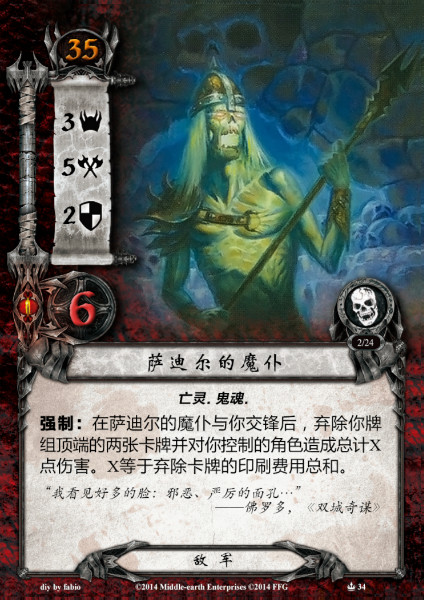 35
3
5
2
6
2/24
萨迪尔的魔仆
亡灵. 鬼魂.
强制：在萨迪尔的魔仆与你交锋后，弃除你牌
组顶端的两张卡牌并对你控制的角色造成总计X
点伤害。X等于弃除卡牌的印刷费用总和。
“我看见好多的脸：邪恶、严厉的面孔…”
——佛罗多，《双城奇谋》
敌军
diy by fabio ©2014 Middle-earth Enterprises ©2014 FFG 34